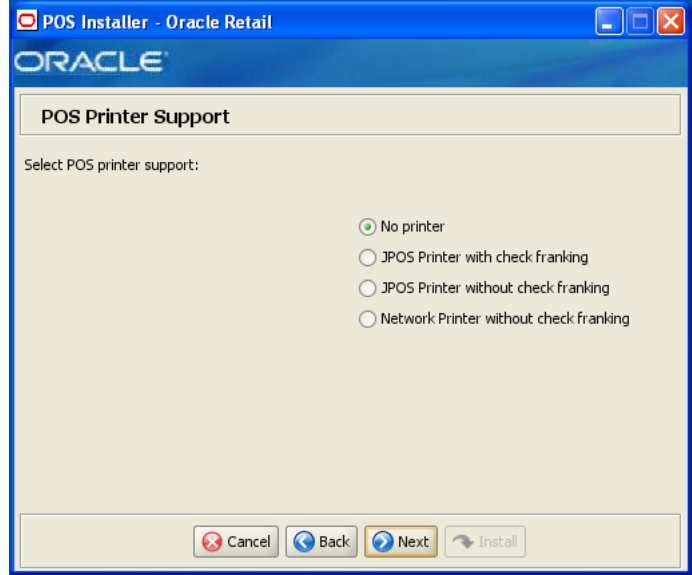 POS Installer - Oracle Retail
ORACLE
POS Printer Support
Select POS printer support:
No printer
JPOS Printer with check franking
JPOS Printer without check franking
Network Printer without check franking
Cancel Back Next Install